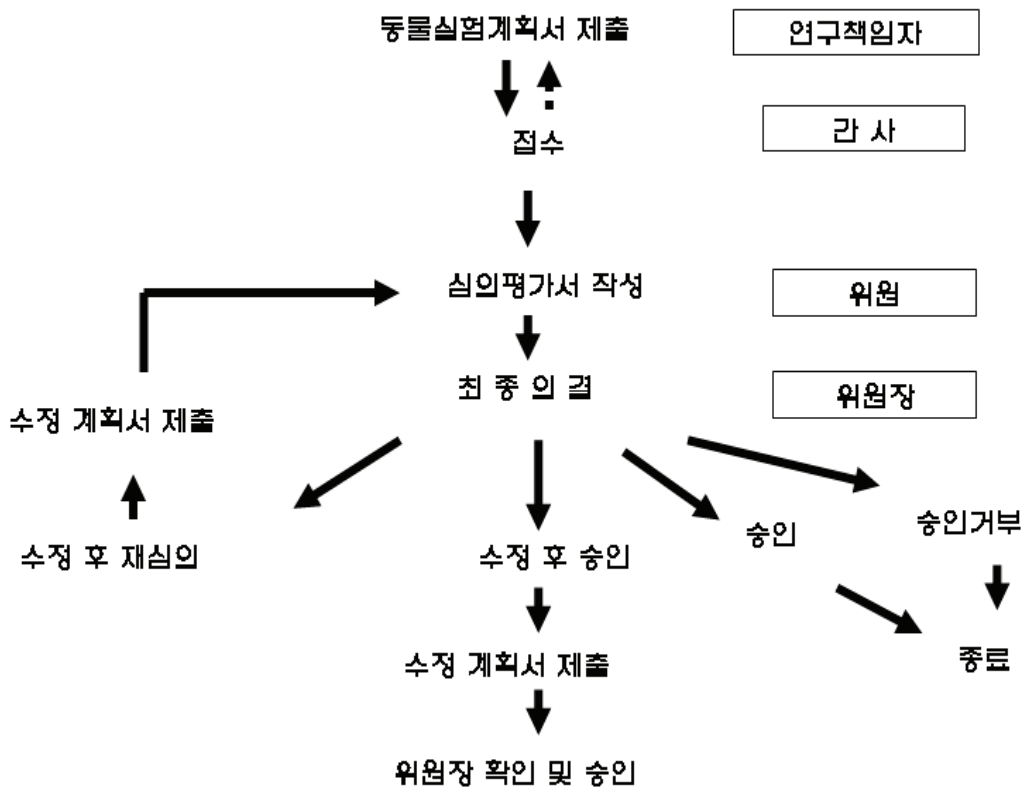 동물실험계획서 제출
연구책임자
간 사
접수
심의평가서 작성
위원
최 종 의 결
위원장
수정 계획서 제출
수정 후 재심의
수정 후 승인
승인
승인거부
종료
수정 계획서 제출
위원장 확인 및 승인